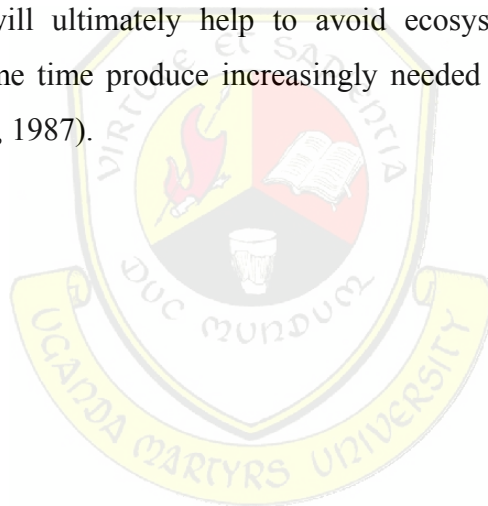 will ultimately help to avoid ecosys
ne time produce increasingly needed
, 1987).
VIRTUTE ET SAPIENTIA
DUC MUNDUM
UGANDA MARTYRS UNIVERSITY